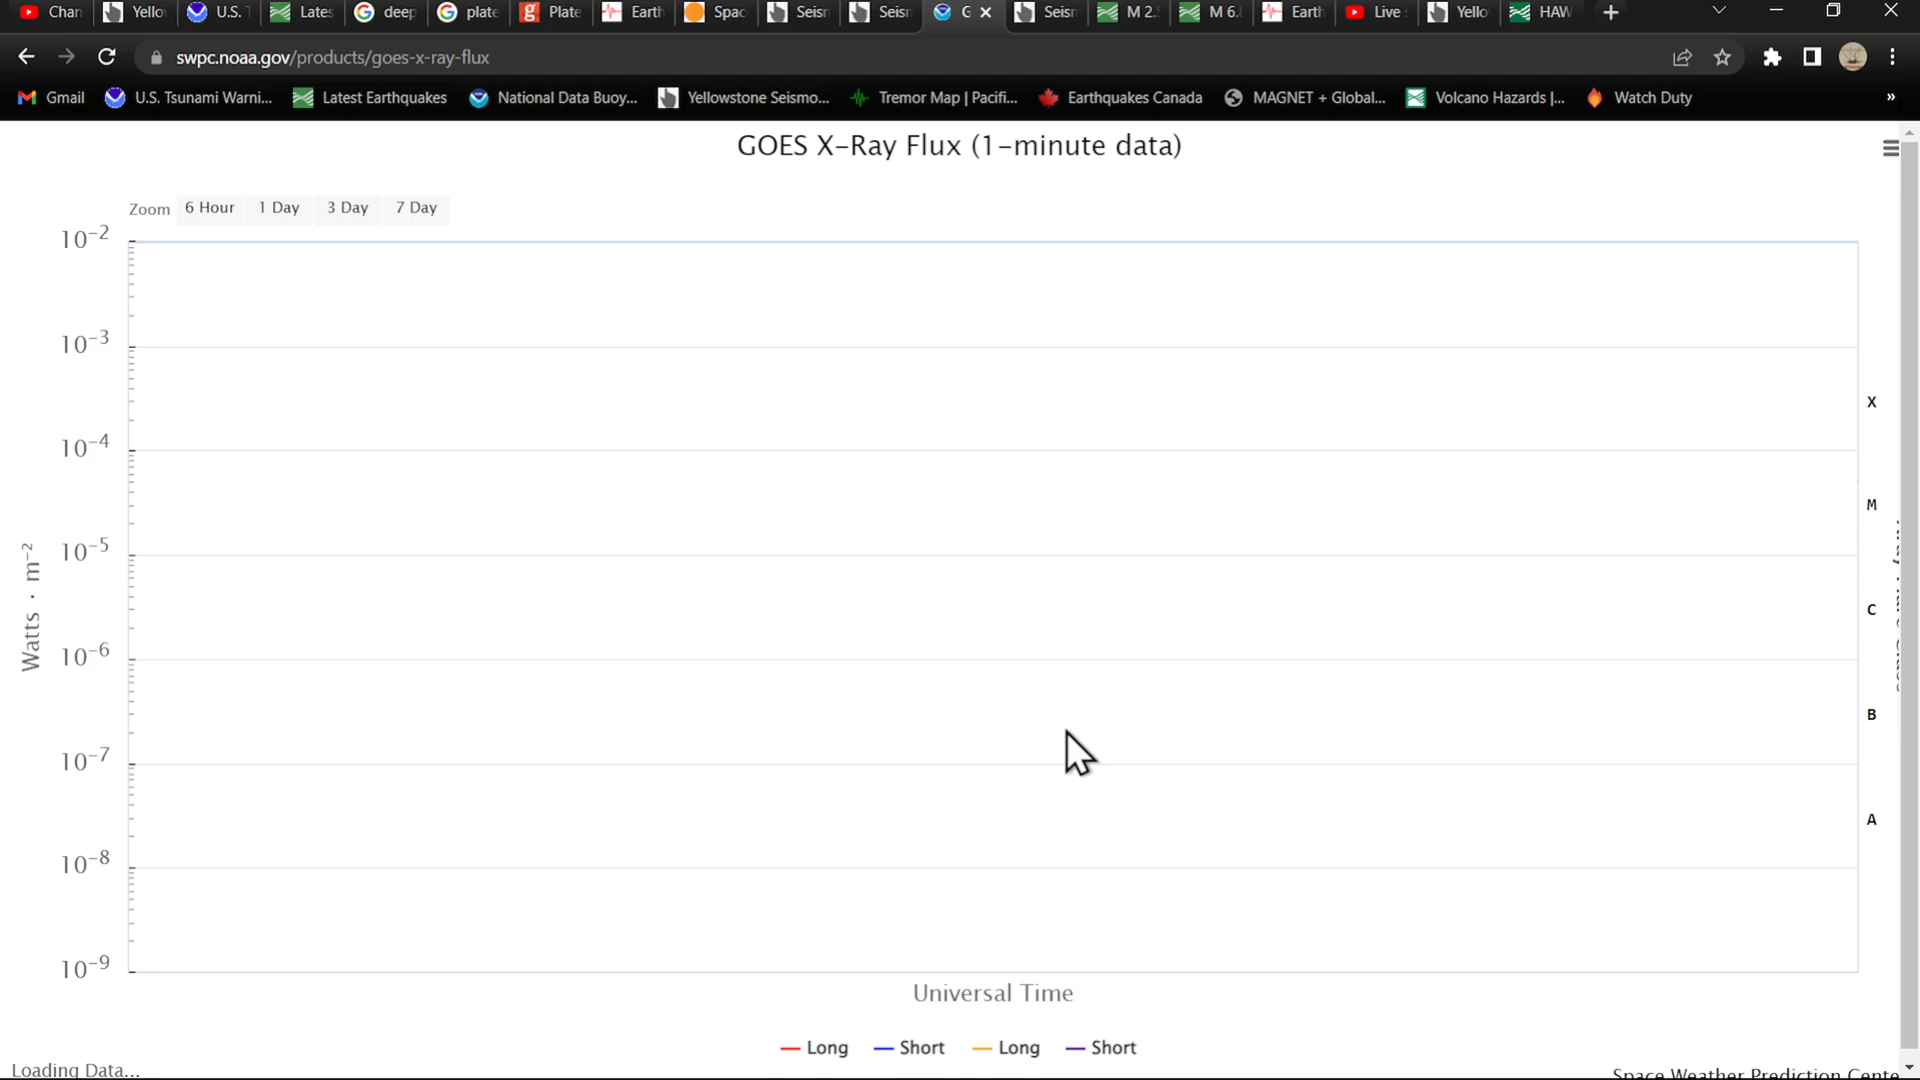 Chan Yello U.S. T Lates deep plate Plate Earth Spac Seisn Seisn G Seisn M 2. M 6. Earth Live Yello HAW
swpc.noaa.gov/products/goes-x-ray-flux
Gmail U.S. Tsunami Warni... Latest Earthquakes National Data Buoy... Yellowstone Seismo... Tremor Map | Pacifi... Earthquakes Canada MAGNET + Global... Volcano Hazards |... Watch Duty »
GOES X-Ray Flux (1-minute data)
Zoom 6 Hour 1 Day 3 Day 7 Day
10⁻²
10⁻³
X
10⁻⁴
M
10⁻⁵
Watts · m⁻²
C
10⁻⁶
B
10⁻⁷
A
10⁻⁸
10⁻⁹
Universal Time
Long Short Long Short
Loading Data...
Space Weather Prediction Cente